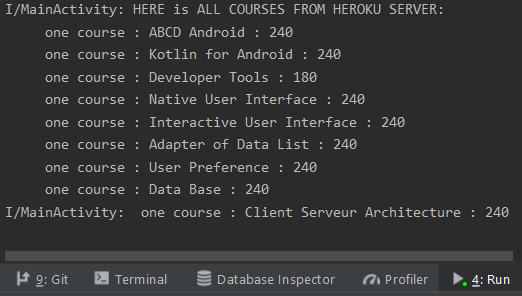 I/MainActivity: HERE is ALL COURSES FROM HEROKU SERVER:
one course : ABCD Android : 240
one course : Kotlin for Android : 240
one course : Developer Tools : 180
one course : Native User Interface : 240
one course : Interactive User Interface : 240
one course : Adapter of Data List : 240
one course : User Preference : 240
one course : Data Base : 240
I/MainActivity:  one course : Client Serveur Architecture : 240
9: Git Terminal Database Inspector Profiler 4: Run